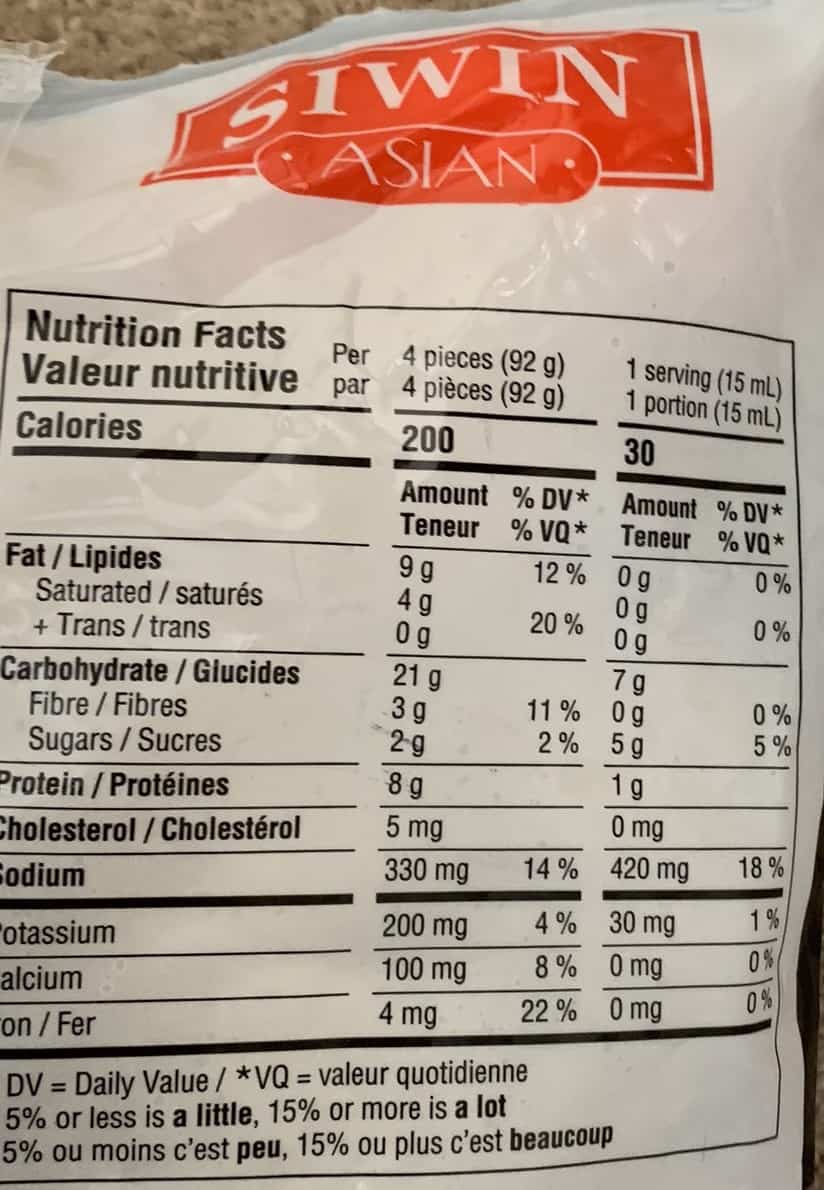 SIWIN
ASIAN
Nutrition Facts
Valeur nutritive
Per 4 pieces (92 g) 1 serving (15 mL)
par 4 pièces (92 g) 1 portion (15 mL)
Calories 200 30
Amount % DV* Amount % DV*
Teneur % VQ* Teneur % VQ*
Fat / Lipides 9 g 12 % 0 g 0 %
Saturated / saturés 4 g 0 g
20 % 0 %
+ Trans / trans 0 g 0 g
Carbohydrate / Glucides 21 g 7 g
Fibre / Fibres 3 g 11 % 0 g 0 %
Sugars / Sucres 2 g 2 % 5 g 5 %
Protein / Protéines 8 g 1 g
Cholesterol / Cholestérol 5 mg 0 mg
Sodium 330 mg 14 % 420 mg 18 %
otassium 200 mg 4 % 30 mg 1 %
alcium 100 mg 8 % 0 mg 0 %
on / Fer 4 mg 22 % 0 mg 0 %
DV = Daily Value / *VQ = valeur quotidienne
5% or less is a little, 15% or more is a lot
5% ou moins c'est peu, 15% ou plus c'est beaucoup